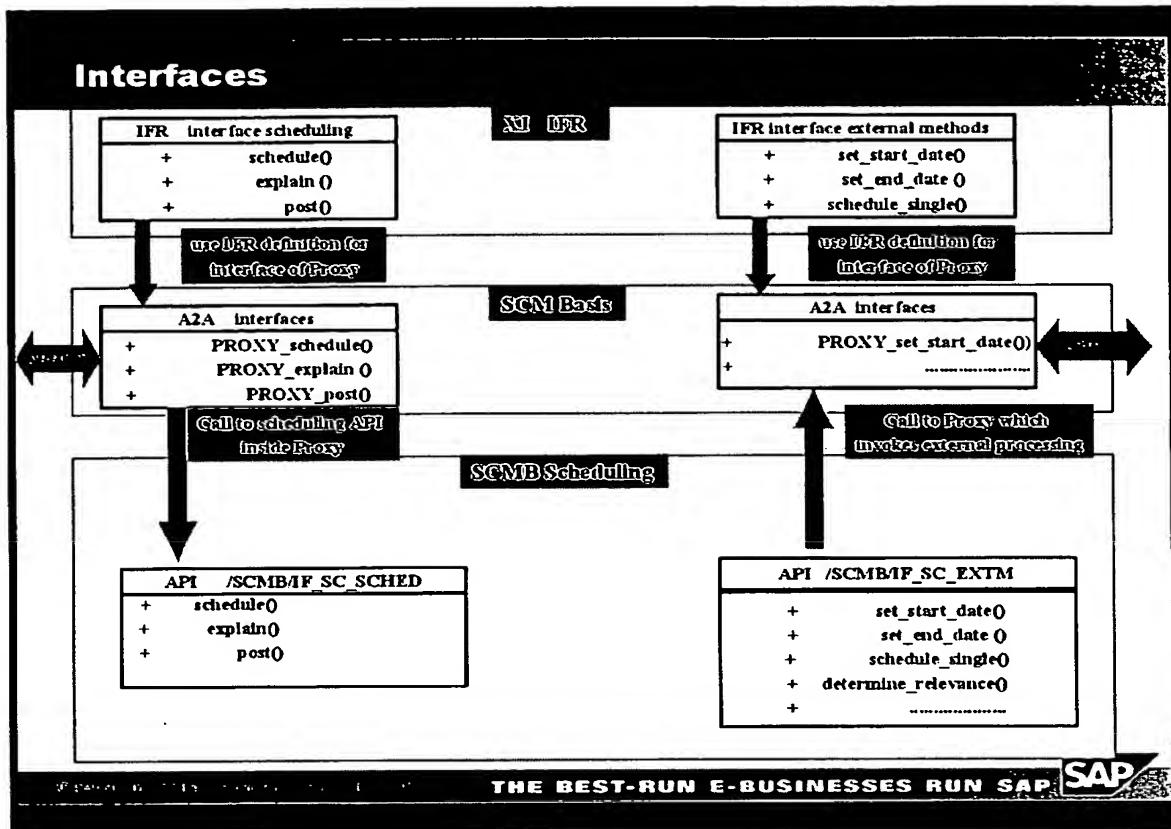 Interfaces
XI IFR
IFR interface scheduling
+ schedule()
+ explain ()
+ post()
IFR interface external methods
+ set_start_date()
+ set_end_date ()
+ schedule_single()
use IFR definition for
interface of Proxy
use IFR definition for
interface of Proxy
SCM Basis
A2A interfaces
+ PROXY_schedule()
+ PROXY_explain ()
+ PROXY_post()
A2A interfaces
+ PROXY_set_start_date())
+ .......................
Call to scheduling API
inside Proxy
Call to Proxy which
invokes external processing
SCMB Scheduling
API /SCMB/IF_SC_SCHED
+ schedule()
+ explain()
+ post()
API /SCMB/IF_SC_EXTM
+ set_start_date()
+ set_end_date ()
+ schedule_single()
+ determine_relevance()
+ .......................
THE BEST-RUN E-BUSINESSES RUN SAP
SAP